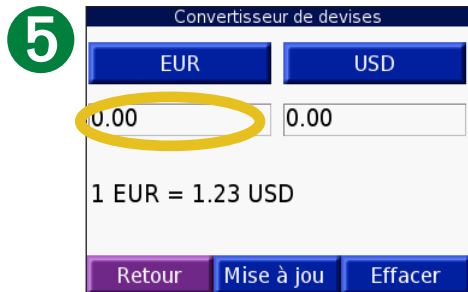 5
Convertisseur de devises
EUR USD
0.00 0.00
1 EUR = 1.23 USD
Retour Mise à jou Effacer